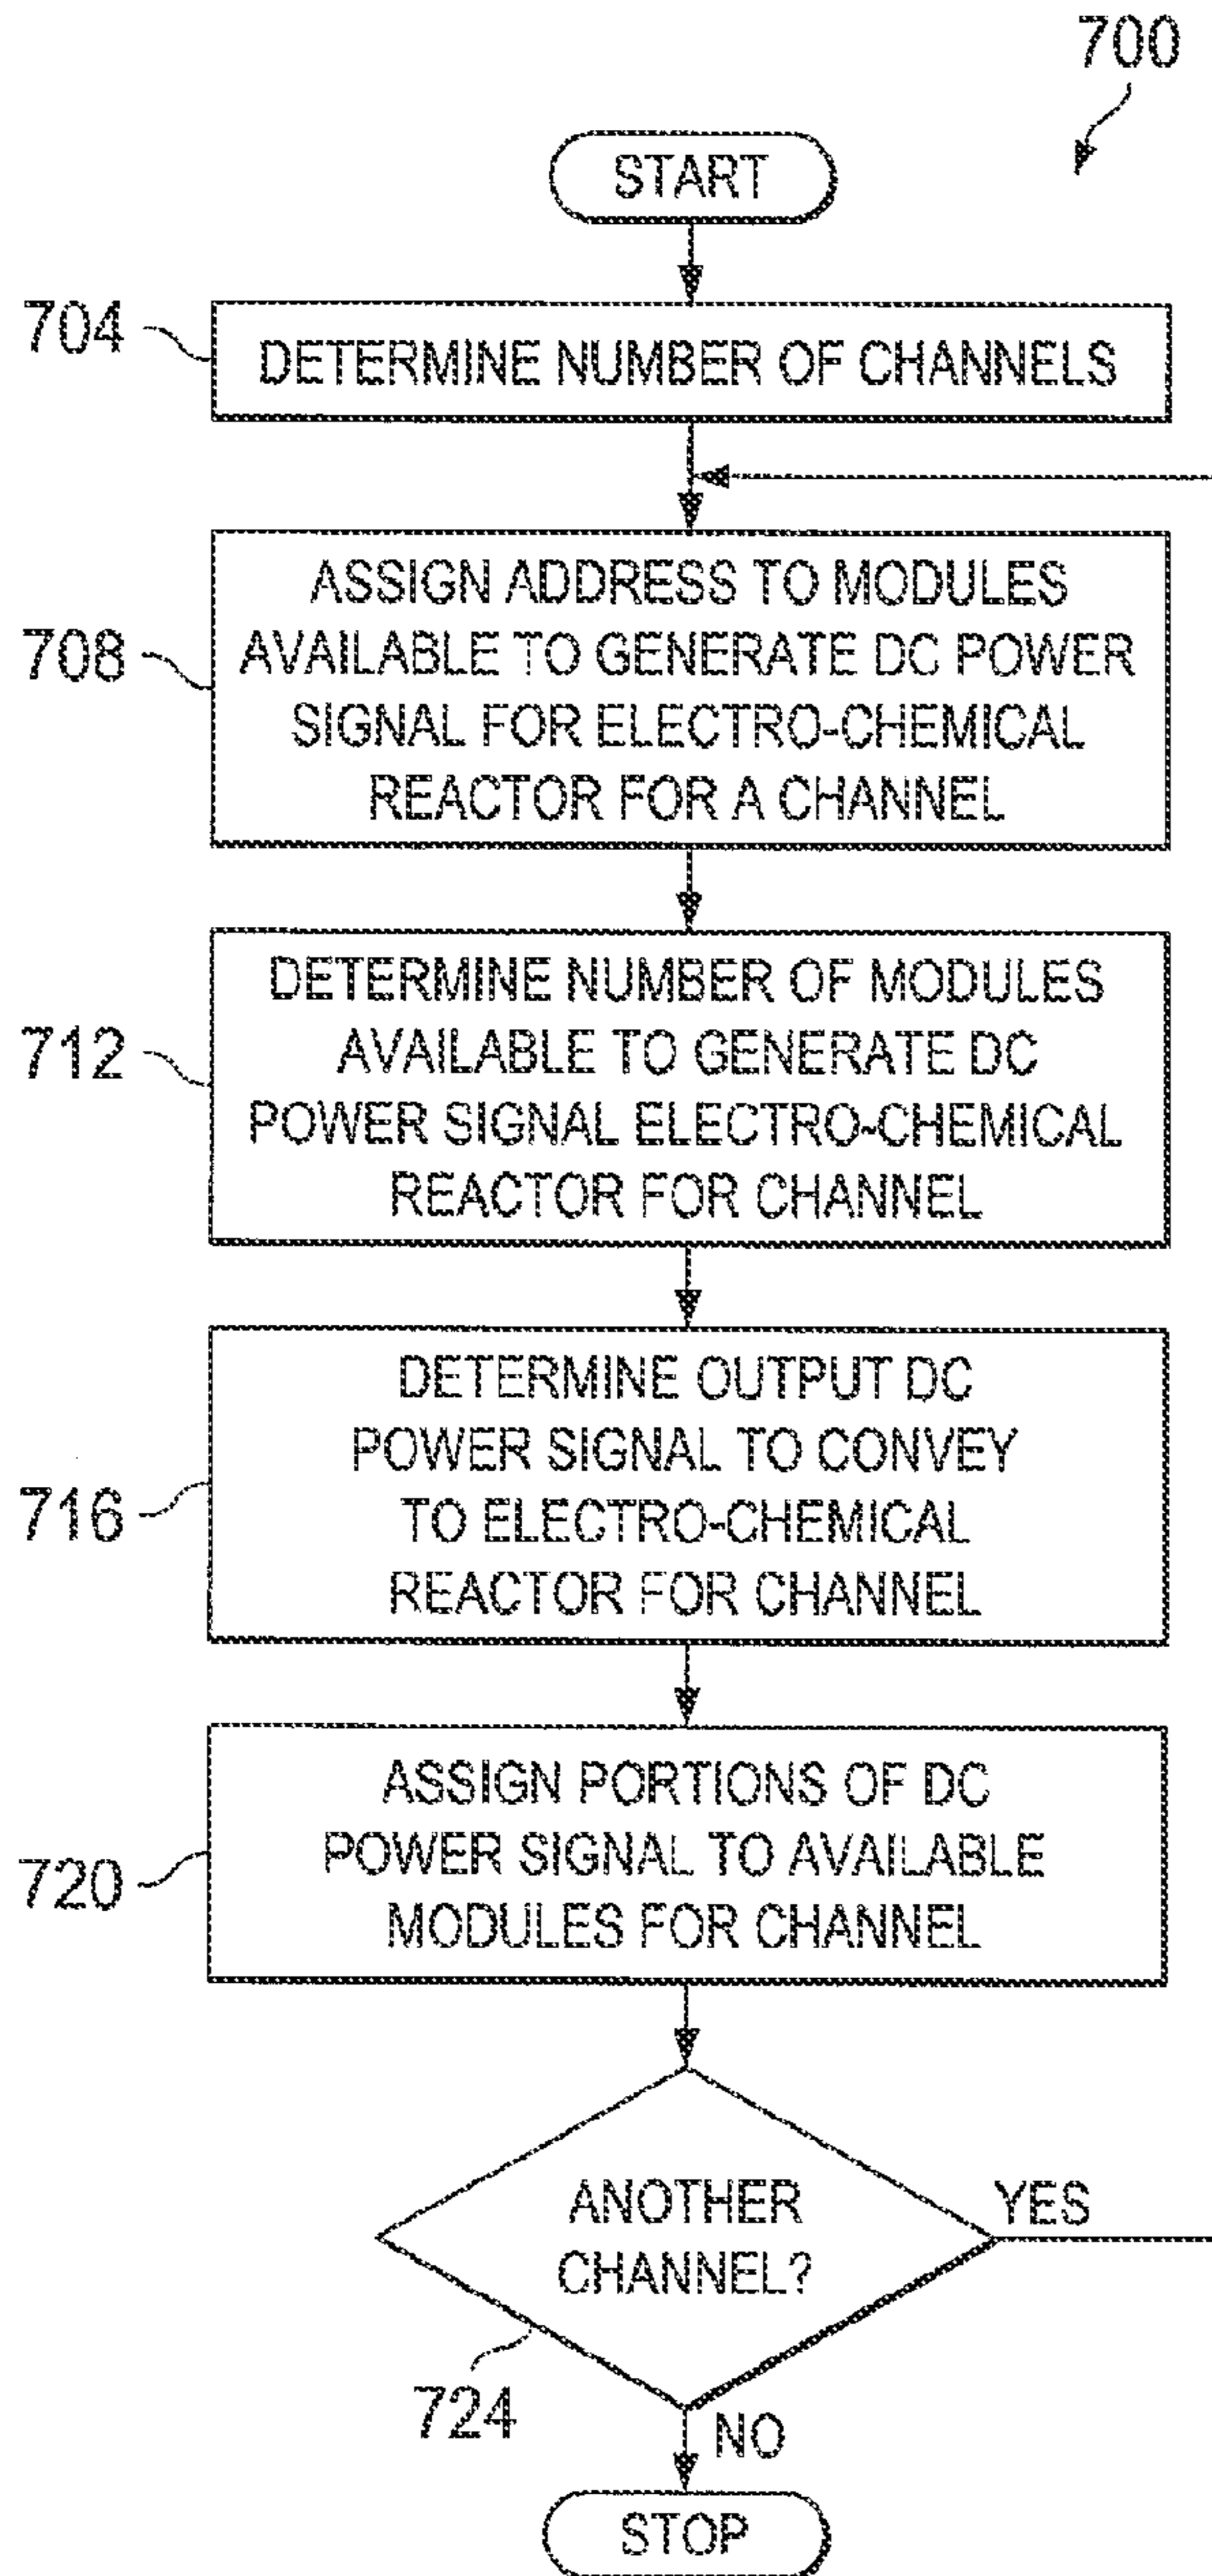 700
START
704
DETERMINE NUMBER OF CHANNELS
708
ASSIGN ADDRESS TO MODULES
AVAILABLE TO GENERATE DC POWER
SIGNAL FOR ELECTRO-CHEMICAL
REACTOR FOR A CHANNEL
712
DETERMINE NUMBER OF MODULES
AVAILABLE TO GENERATE DC
POWER SIGNAL ELECTRO-CHEMICAL
REACTOR FOR CHANNEL
716
DETERMINE OUTPUT DC
POWER SIGNAL TO CONVEY
TO ELECTRO-CHEMICAL
REACTOR FOR CHANNEL
720
ASSIGN PORTIONS OF DC
POWER SIGNAL TO AVAILABLE
MODULES FOR CHANNEL
ANOTHER
CHANNEL?
YES
724
NO
STOP